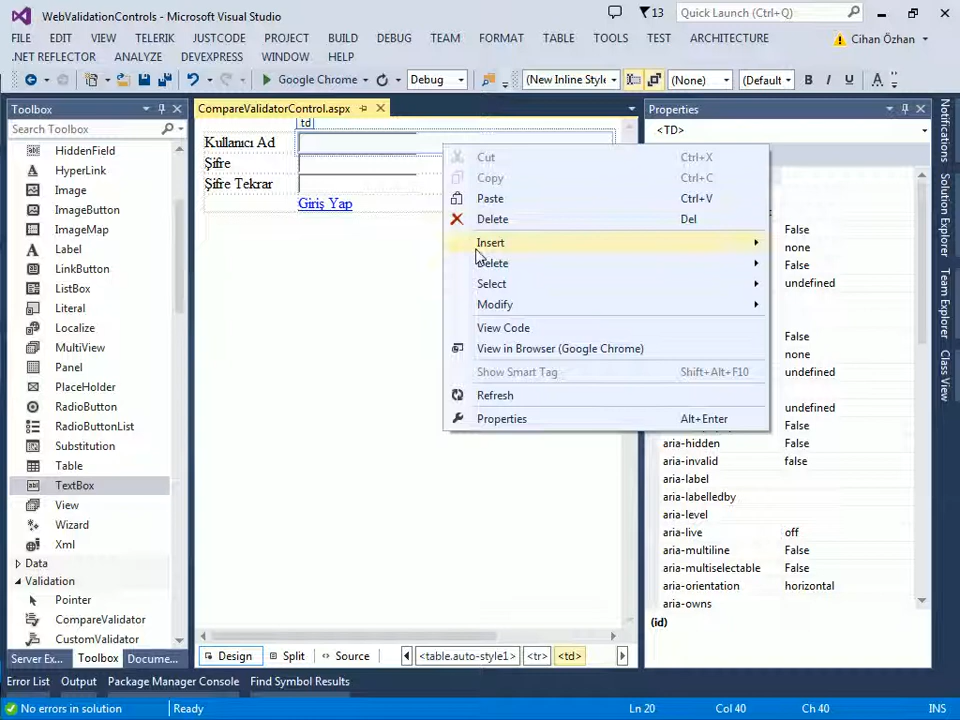 WebValidationControls - Microsoft Visual Studio
13
Quick Launch (Ctrl+Q)
FILE EDIT VIEW TELERIK JUSTCODE PROJECT BUILD DEBUG TEAM FORMAT TABLE TOOLS TEST ARCHITECTURE
Cihan Özhan
.NET REFLECTOR ANALYZE DEVEXPRESS WINDOW HELP
Google Chrome
Debug
(New Inline Style
(None)
(Default
B I U A
Toolbox
Search Toolbox
HiddenField
HyperLink
Image
ImageButton
ImageMap
Label
LinkButton
ListBox
Literal
Localize
MultiView
Panel
PlaceHolder
RadioButton
RadioButtonList
Substitution
Table
TextBox
View
Wizard
Xml
Data
Validation
Pointer
CompareValidator
CustomValidator
Server Ex...
Toolbox
Docume...
CompareValidatorControl.aspx
td
Kullanıcı Ad
Şifre
Şifre Tekrar
Giriş Yap
Cut Ctrl+X
Copy Ctrl+C
Paste Ctrl+V
Delete Del
Insert
Delete
Select
Modify
View Code
View in Browser (Google Chrome)
Show Smart Tag Shift+Alt+F10
Refresh
Properties Alt+Enter
Design
Split
Source
<table.auto-style1>
<tr>
<td>
Properties
<TD>
False
none
False
undefined
False
none
undefined
undefined
aria-hidden False
aria-invalid false
aria-label
aria-labelledby
aria-level
aria-live off
aria-multiline False
aria-multiselectable False
aria-orientation horizontal
aria-owns
(id)
Notifications
Solution Explorer
Team Explorer
Class View
Error List Output Package Manager Console Find Symbol Results
No errors in solution
Ready
Ln 20
Col 40
Ch 40
INS